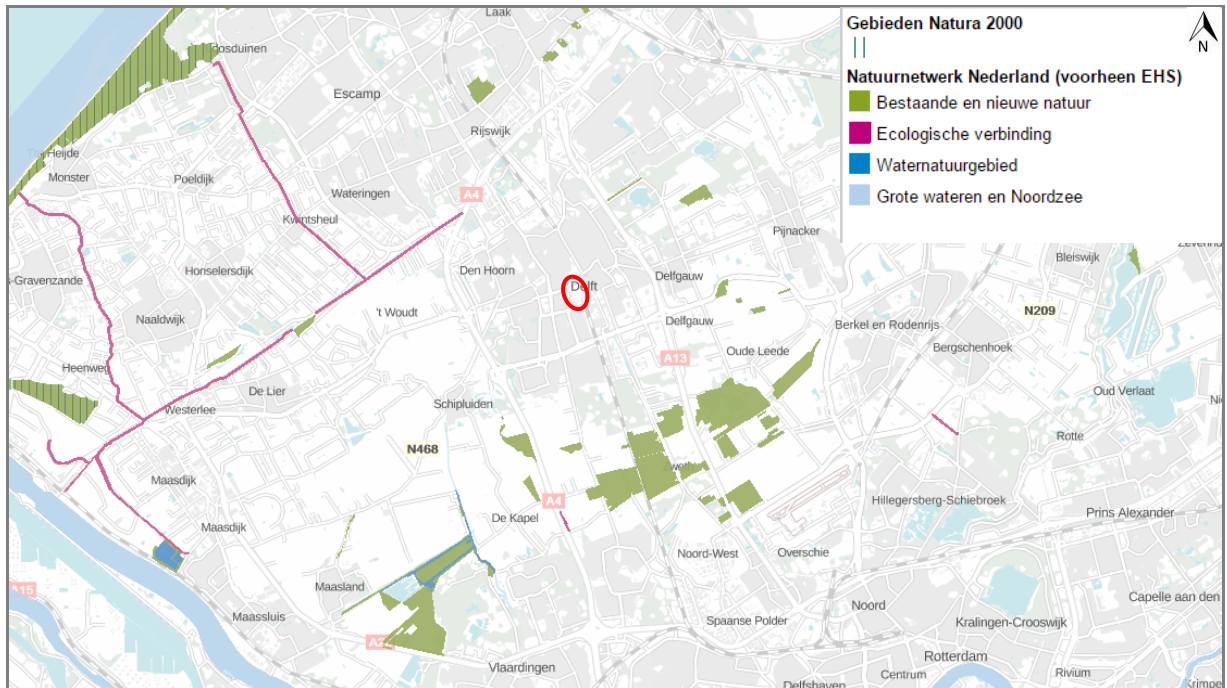 Gebieden Natura 2000
N
Natuurnetwerk Nederland (voorheen EHS)
Bestaande en nieuwe natuur
Ecologische verbinding
Waternatuurgebied
Grote wateren en Noordzee
Laak
Escamp
Rijswijk
Monster
Poeldijk
Wateringen
A4
Kwintsheul
Pijnacker
Bleiswijk
Honselersdijk
Den Hoorn
Delft
Delfgauw
s-Gravenzande
Naaldwijk
't Woudt
Delfgauw
Berkel en Rodenrijs
N209
Bergschenhoek
Oude Leede
A13
Heenweg
De Lier
Oud Verlaat
Westerlee
Schipluiden
N468
Rotte
Zweth
Maasdijk
A4
Hillegersberg-Schiebroek
Prins Alexander
De Kapel
Maasdijk
Noord-West
Overschie
A15
Maasland
Capelle aan den
Maassluis
Noord
Spaanse Polder
Kralingen-Crooswijk
Vlaardingen
Rotterdam
Centrum
Rivium
Delfshaven